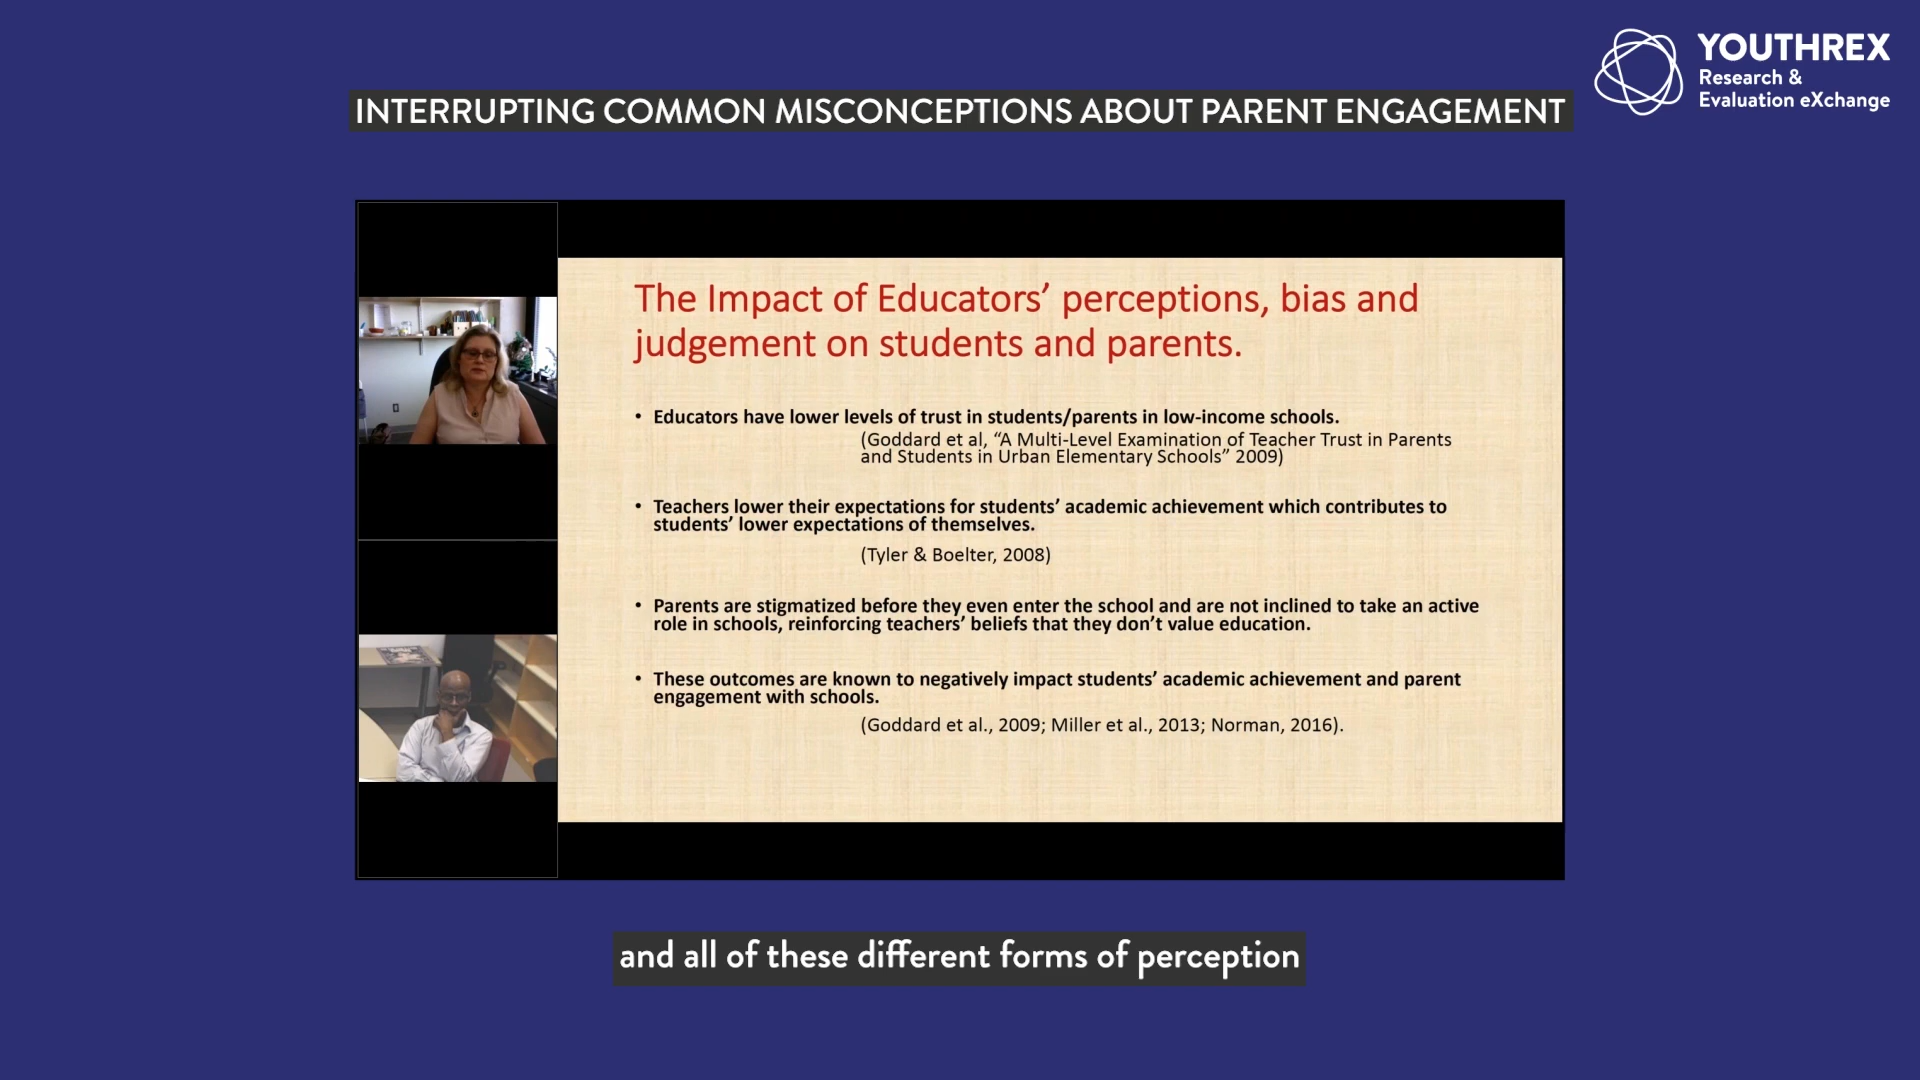 YOUTHREX
Research &
Evaluation eXchange
INTERRUPTING COMMON MISCONCEPTIONS ABOUT PARENT ENGAGEMENT
The Impact of Educators’ perceptions, bias and
judgement on students and parents.
• Educators have lower levels of trust in students/parents in low-income schools.
(Goddard et al, “A Multi-Level Examination of Teacher Trust in Parents
and Students in Urban Elementary Schools” 2009)
• Teachers lower their expectations for students’ academic achievement which contributes to
students’ lower expectations of themselves.
(Tyler & Boelter, 2008)
• Parents are stigmatized before they even enter the school and are not inclined to take an active
role in schools, reinforcing teachers’ beliefs that they don’t value education.
• These outcomes are known to negatively impact students’ academic achievement and parent
engagement with schools.
(Goddard et al., 2009; Miller et al., 2013; Norman, 2016).
and all of these different forms of perception